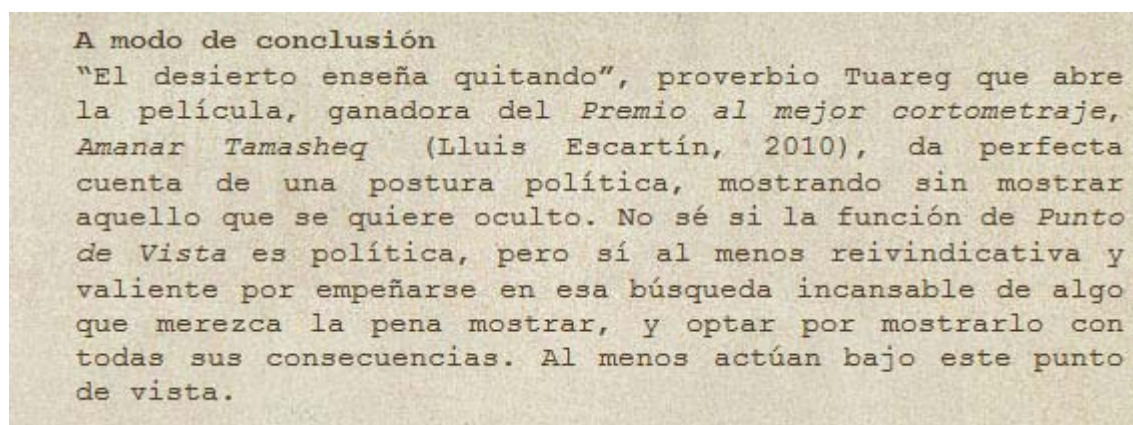 A modo de conclusión
“El desierto enseña quitando”, proverbio Tuareg que abre
la película, ganadora del Premio al mejor cortometraje,
Amanar Tamasheq (Lluis Escartín, 2010), da perfecta
cuenta de una postura política, mostrando sin mostrar
aquello que se quiere oculto. No sé si la función de Punto
de Vista es política, pero sí al menos reivindicativa y
valiente por empeñarse en esa búsqueda incansable de algo
que merezca la pena mostrar, y optar por mostrarlo con
todas sus consecuencias. Al menos actúan bajo este punto
de vista.